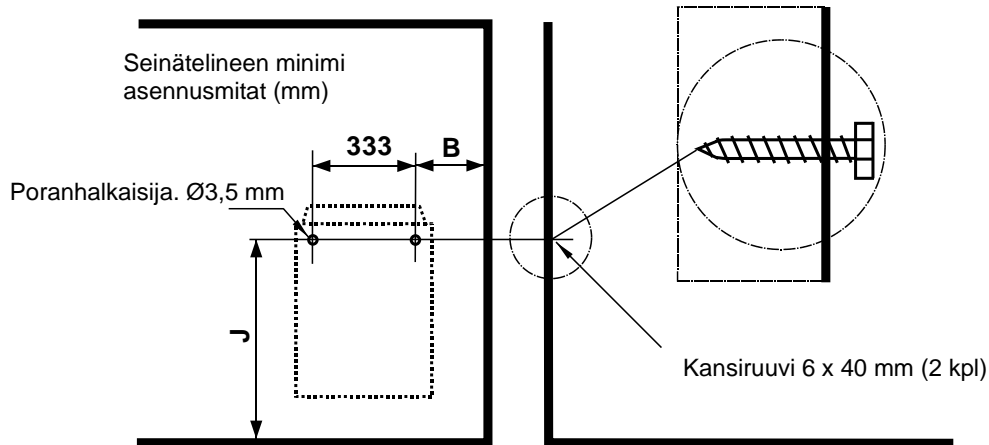 Seinätelineen minimi
asennusmitat (mm)
333
B
Poranhalkaisija. Ø3,5 mm
J
Kansiruuvi 6 x 40 mm (2 kpl)